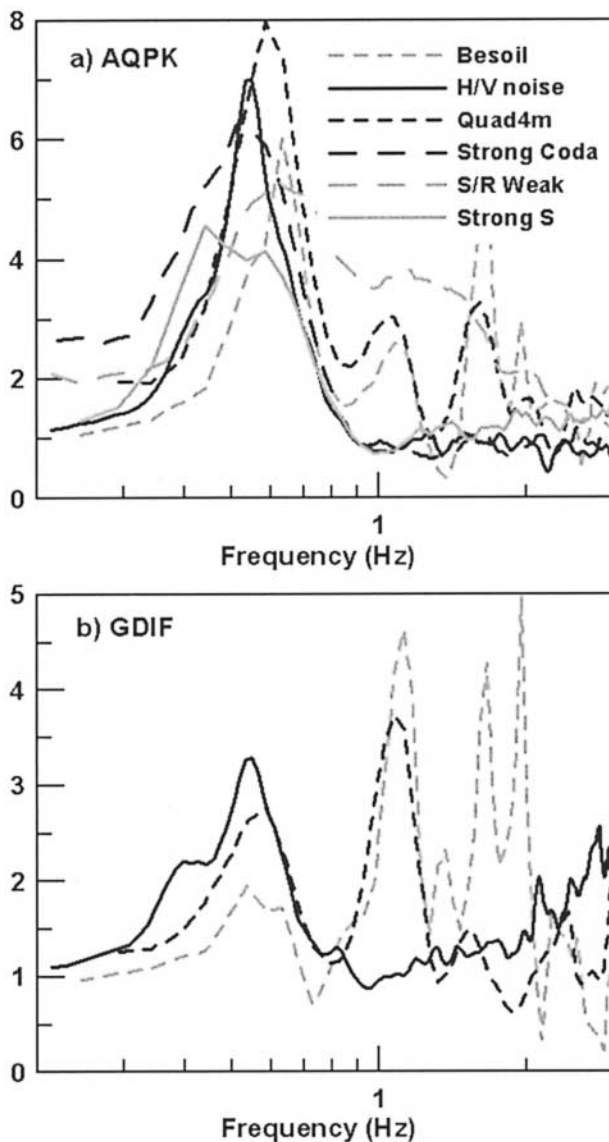 8
a) AQPK
Besoil
H/V noise
Quad4m
Strong Coda
S/R Weak
Strong S
6
4
2
0
1
Frequency (Hz)
5
b) GDIF
4
3
2
1
0
1
Frequency (Hz)